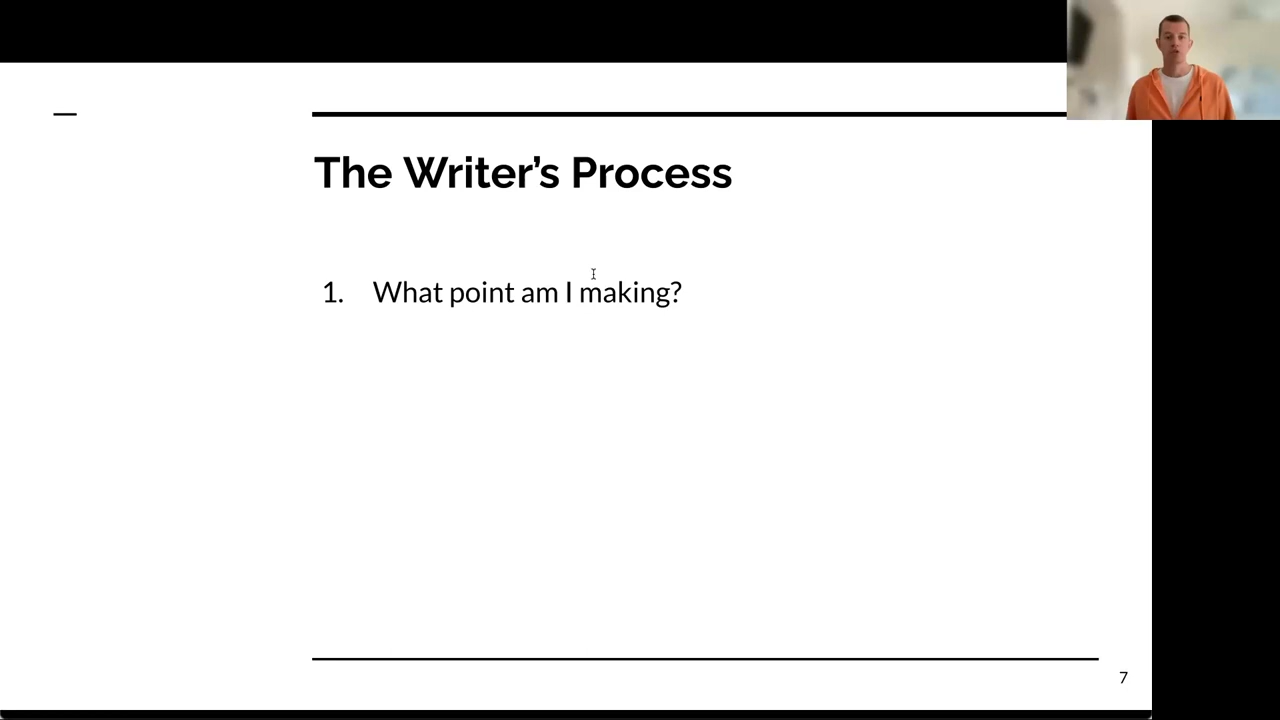 The Writer’s Process
1. What point am I making?
7